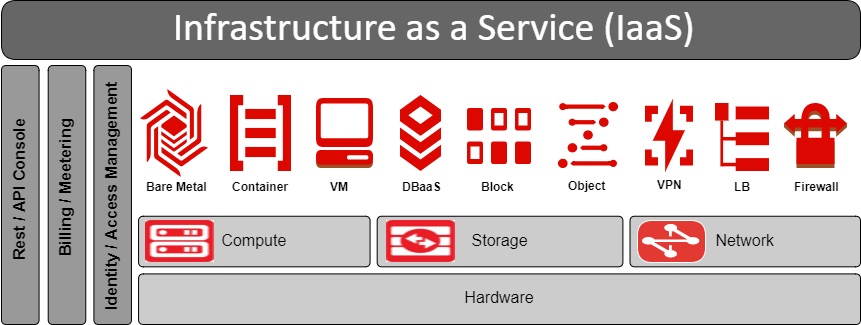 Infrastructure as a Service (IaaS)
Rest / API Console
Billing / Meetering
Identity / Access Management
Bare Metal
Container
VM
DBaaS
Block
Object
VPN
LB
Firewall
Compute
Storage
Network
Hardware